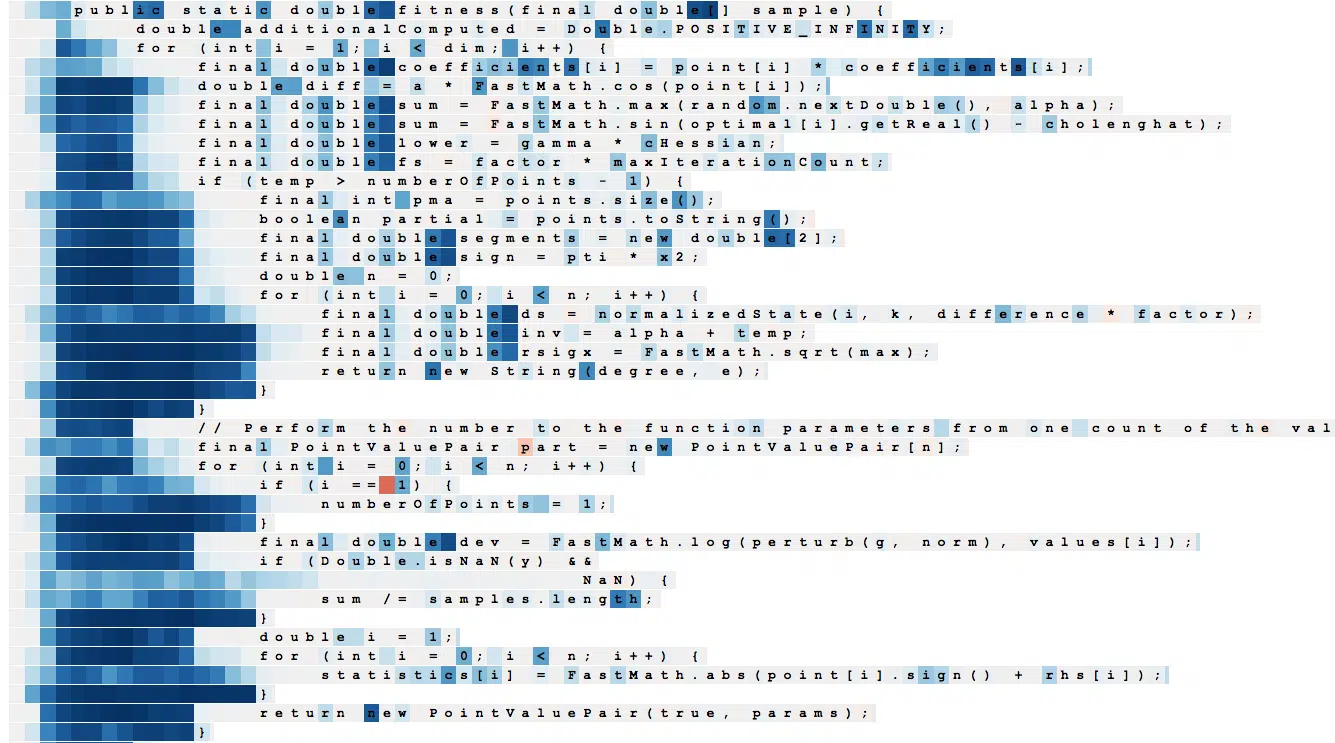 public static double fitness(final double[] sample) {
double additionalComputed = Double.POSITIVE_INFINITY;
for (int i = 1; i < dim; i++) {
final double coefficients[i] = point[i] * coefficients[i];
double diff = a * FastMath.cos(point[i]);
final double sum = FastMath.max(random.nextDouble(), alpha);
final double sum = FastMath.sin(optimal[i].getReal() - cholenghat);
final double lower = gamma * cHessian;
final double fs = factor * maxIterationCount;
if (temp > numberOfPoints - 1) {
final int pma = points.size();
boolean partial = points.toString();
final double segments = new double[2];
final double sign = pti * x2;
double n = 0;
for (int i = 0; i < n; i++) {
final double ds = normalizedState(i, k, difference * factor);
final double inv = alpha + temp;
final double rsigx = FastMath.sqrt(max);
return new String(degree, e);
}
}
// Perform the number to the function parameters from one count of the val
final PointValuePair part = new PointValuePair[n];
for (int i = 0; i < n; i++) {
if (i == 1) {
numberOfPoints = 1;
}
final double dev = FastMath.log(perturb(g, norm), values[i]);
if (Double.isNaN(y) &&
NaN) {
sum /= samples.length;
}
double i = 1;
for (int i = 0; i < n; i++) {
statistics[i] = FastMath.abs(point[i].sign() + rhs[i]);
}
return new PointValuePair(true, params);
}